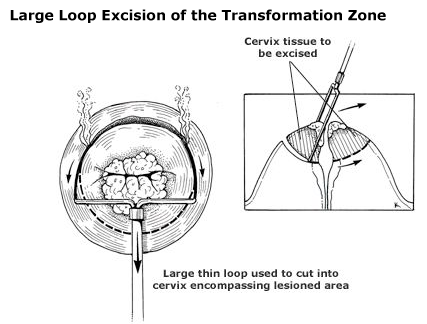 Large Loop Excision of the Transformation Zone
Cervix tissue to
be excised
Large thin loop used to cut into
cervix encompassing lesioned area